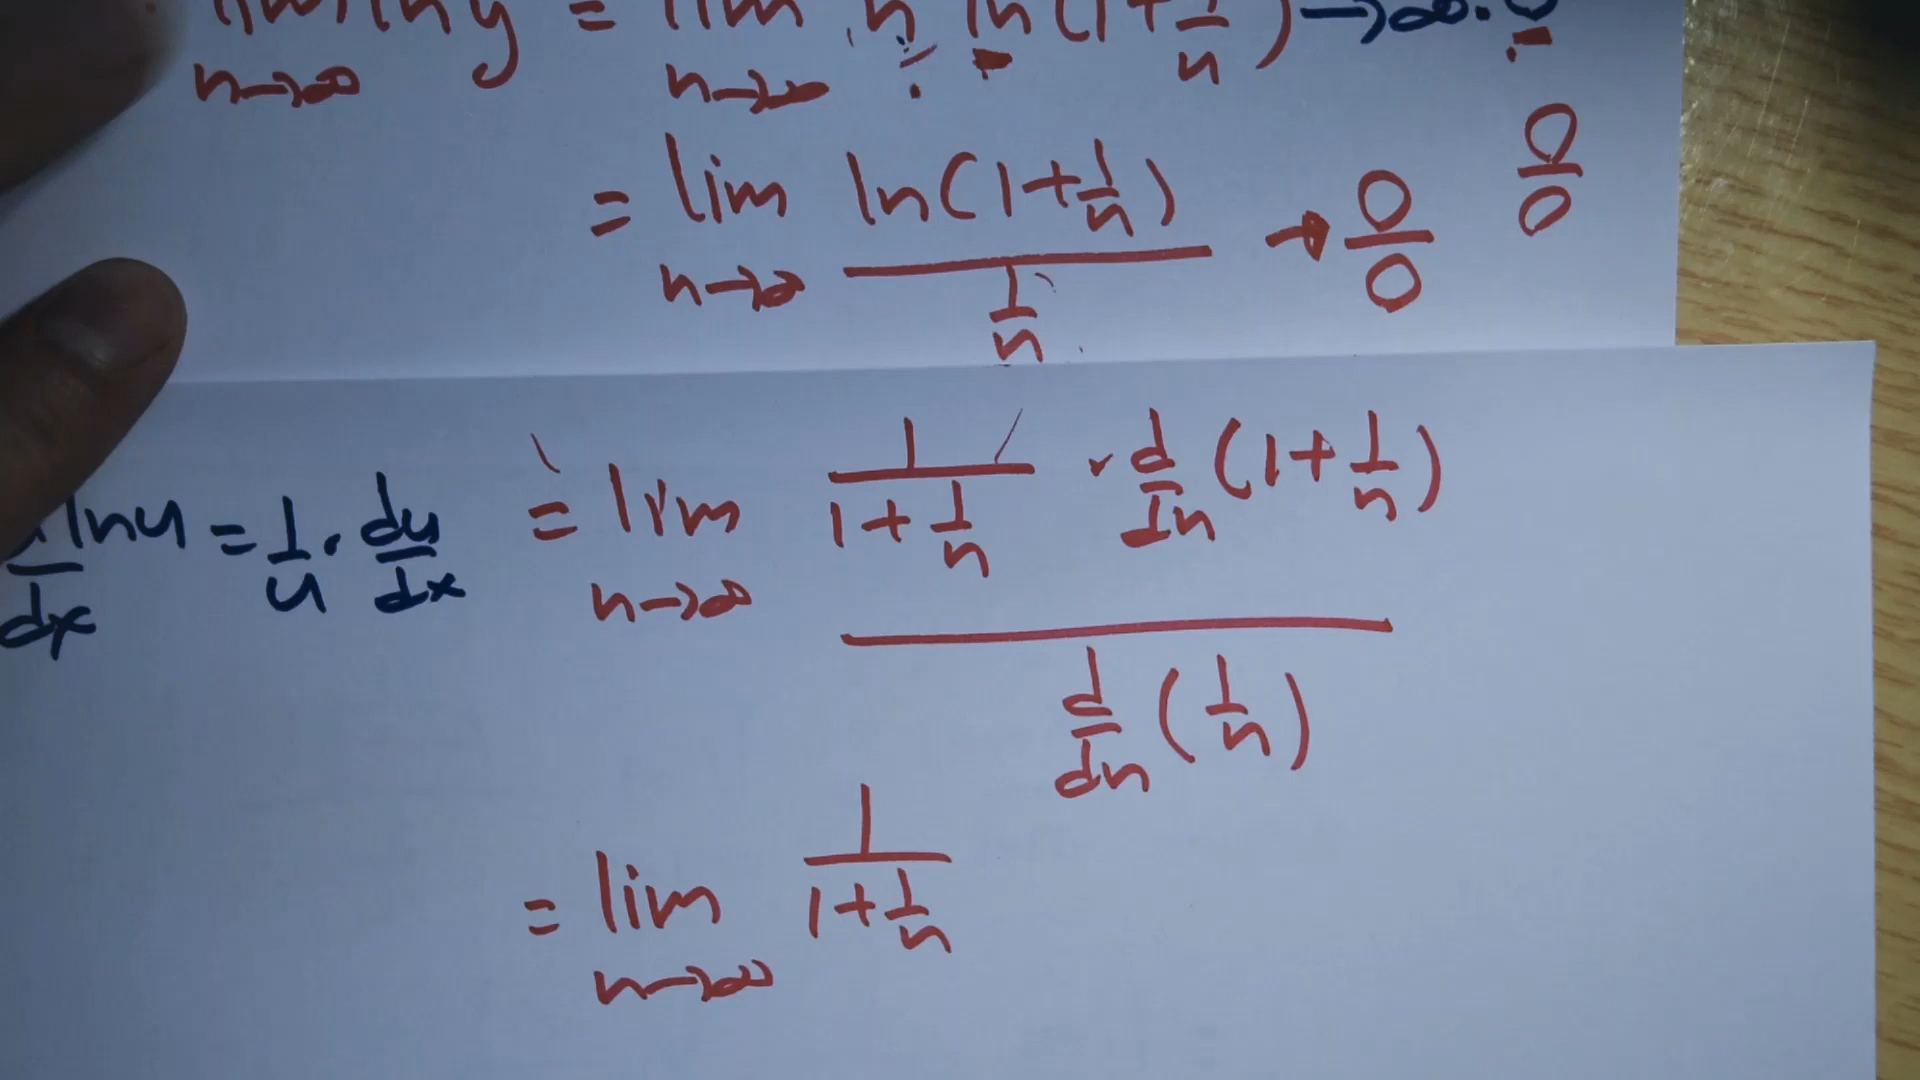 lim ln y = lim n ln(1+1/n) → ∞.
n→∞ n→∞
= lim ln(1+1/n) / (1/n) → 0/0 0/0
n→∞
= lim (1/(1+1/n) · d/dn(1+1/n)) / (d/dn(1/n))
n→∞
ln u = 1/u · du/dx
dx
= lim 1/(1+1/n)
n→∞